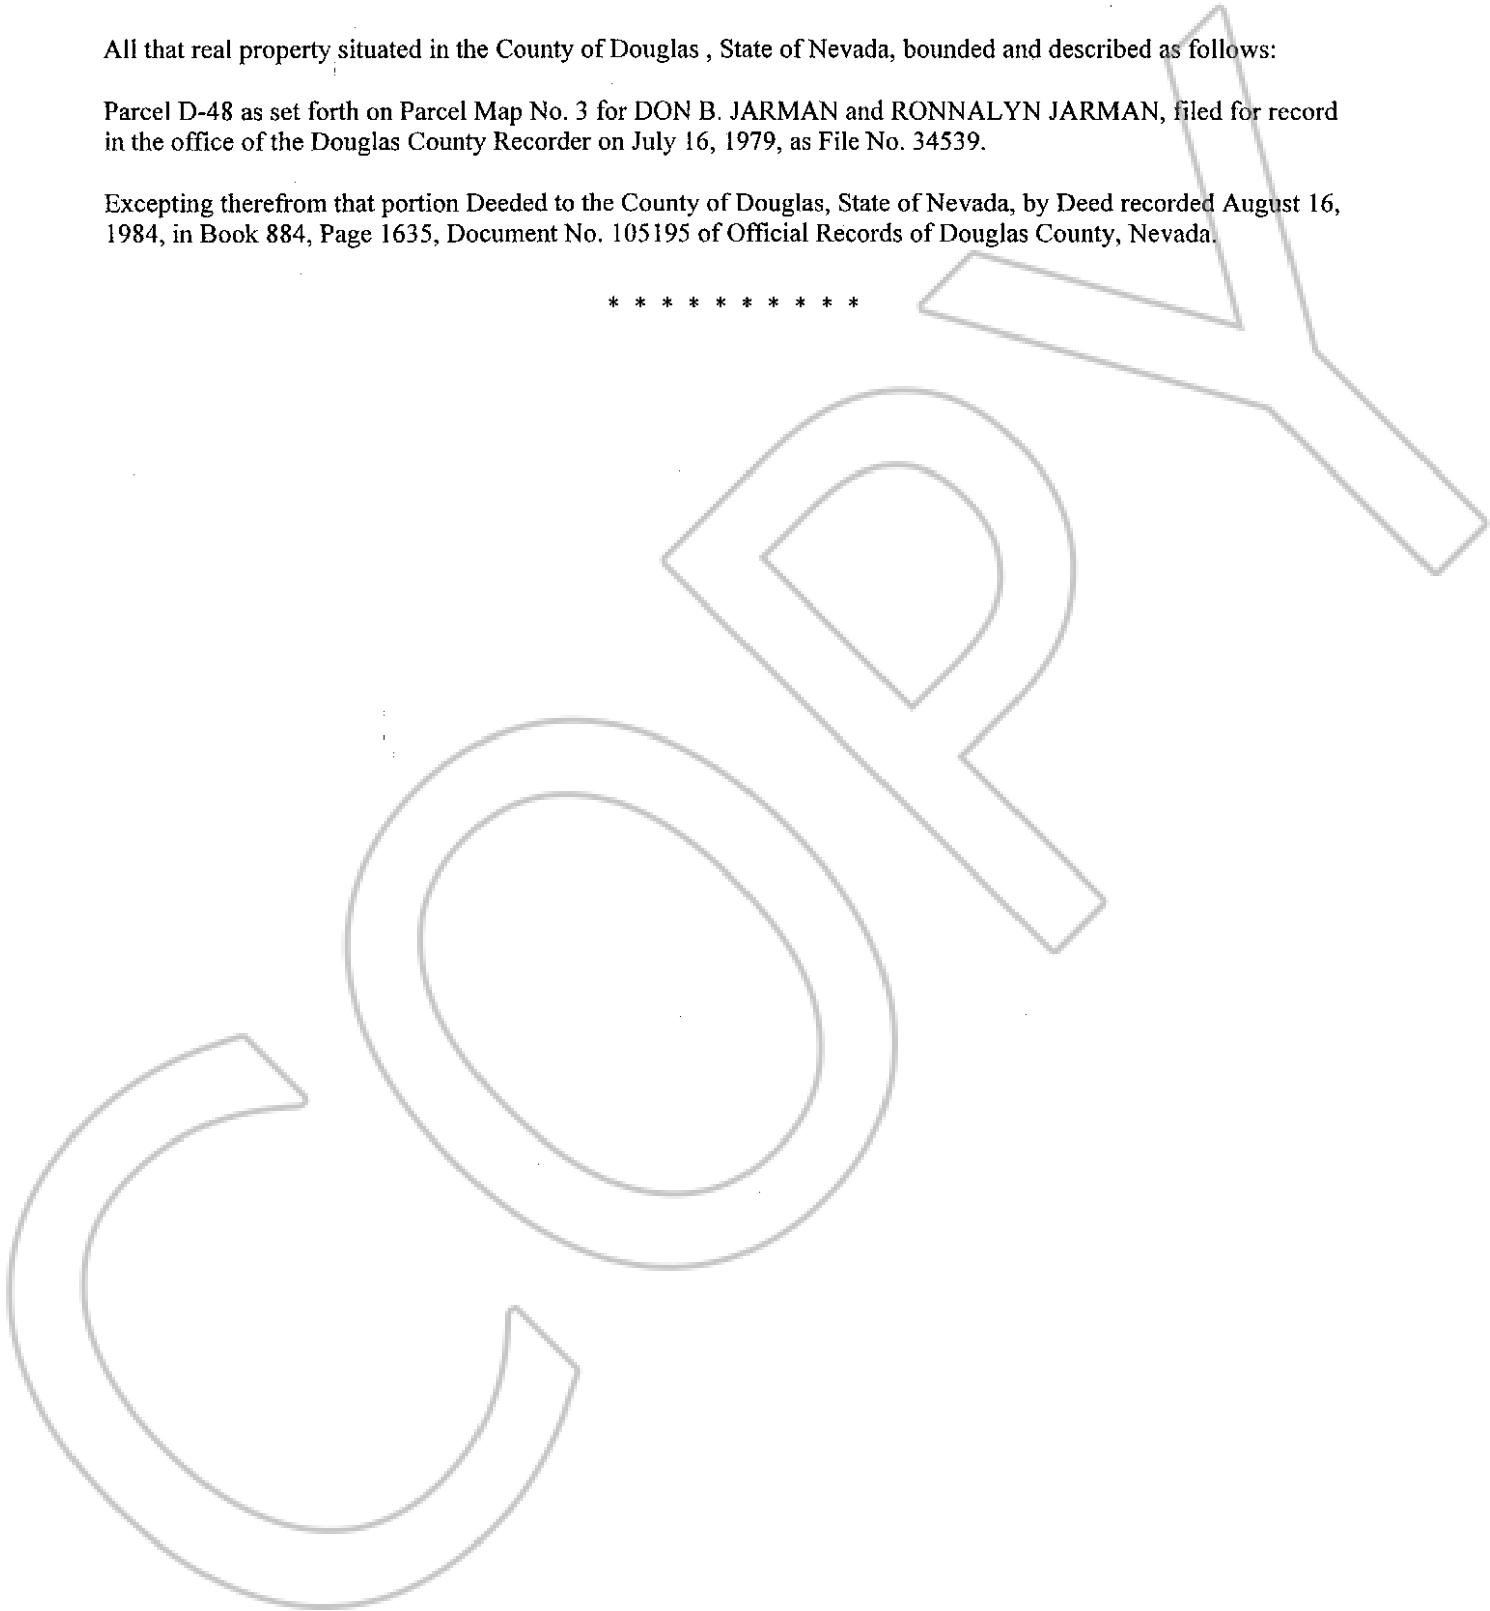 All that real property situated in the County of Douglas , State of Nevada, bounded and described as follows:
Parcel D-48 as set forth on Parcel Map No. 3 for DON B. JARMAN and RONNALYN JARMAN, filed for record
in the office of the Douglas County Recorder on July 16, 1979, as File No. 34539.
Excepting therefrom that portion Deeded to the County of Douglas, State of Nevada, by Deed recorded August 16,
1984, in Book 884, Page 1635, Document No. 105195 of Official Records of Douglas County, Nevada.
* * * * * * * * * *
COPY